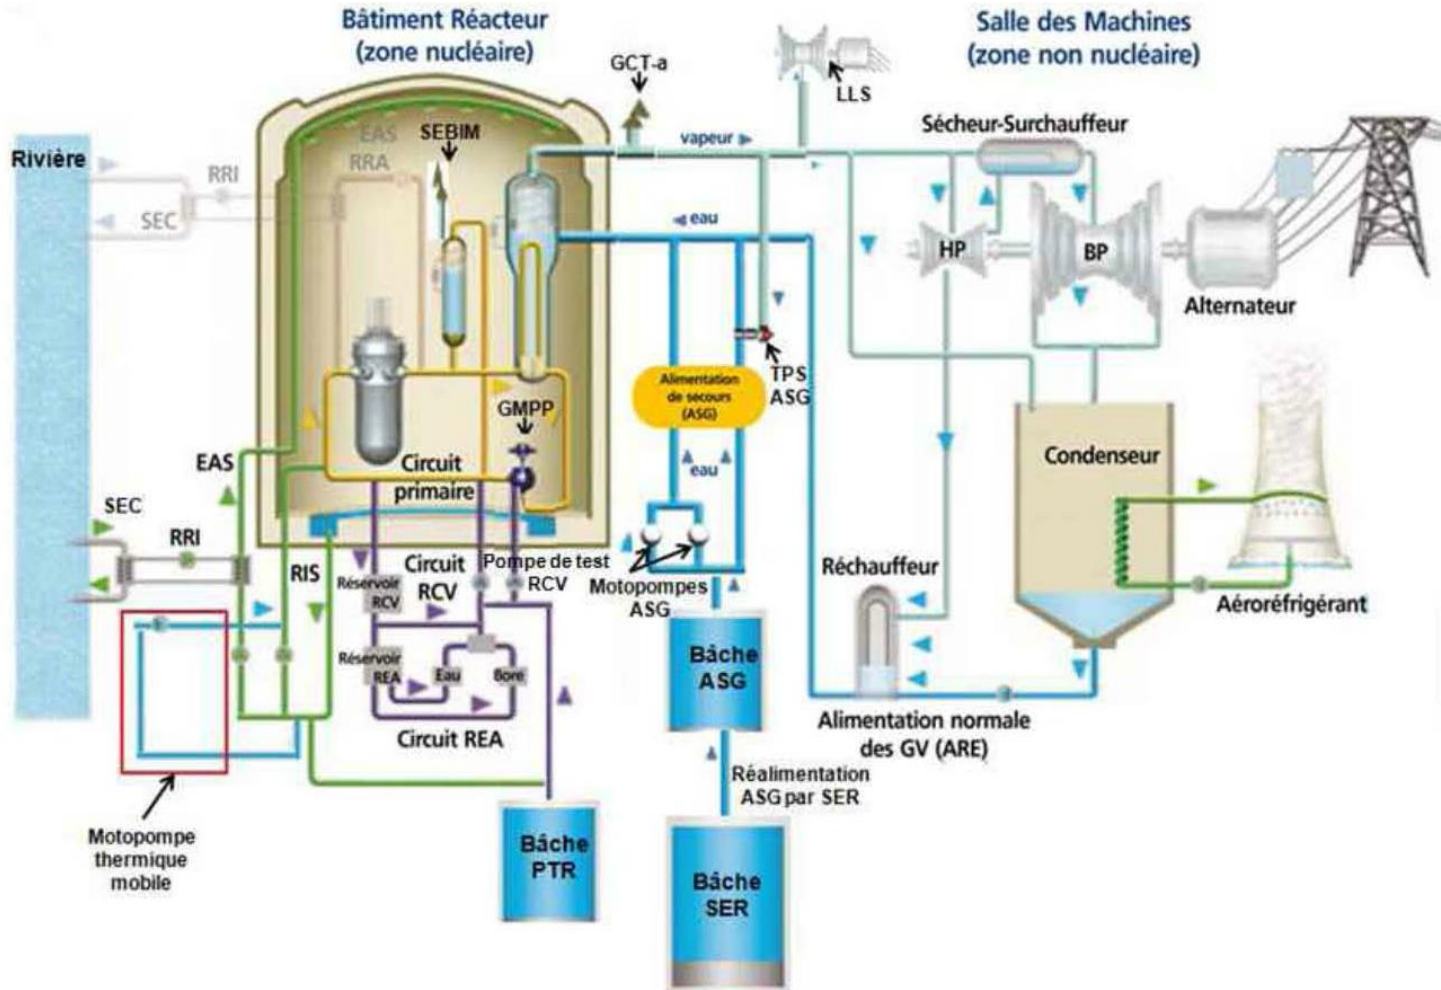 Bâtiment Réacteur
(zone nucléaire)
Salle des Machines
(zone non nucléaire)
GCT-a
LLS
Sécheur-Surchauffeur
Rivière
EAS
RRA
SEBIM
vapeur
RRI
SEC
eau
HP
BP
Alternateur
TPS
ASG
Alimentation
de secours
(ASG)
GMPP
Circuit
primaire
EAS
eau
Condenseur
SEC
RRI
RIS
Réservoir
RCV
Circuit
RCV
Pompe de test
RCV
Motopompes
ASG
Réchauffeur
Aéroréfrigérant
Réservoir
REA
Eau
Bore
Circuit REA
Bâche
ASG
Alimentation normale
des GV (ARE)
Réalimentation
ASG par SER
Motopompe
thermique
mobile
Bâche
PTR
Bâche
SER